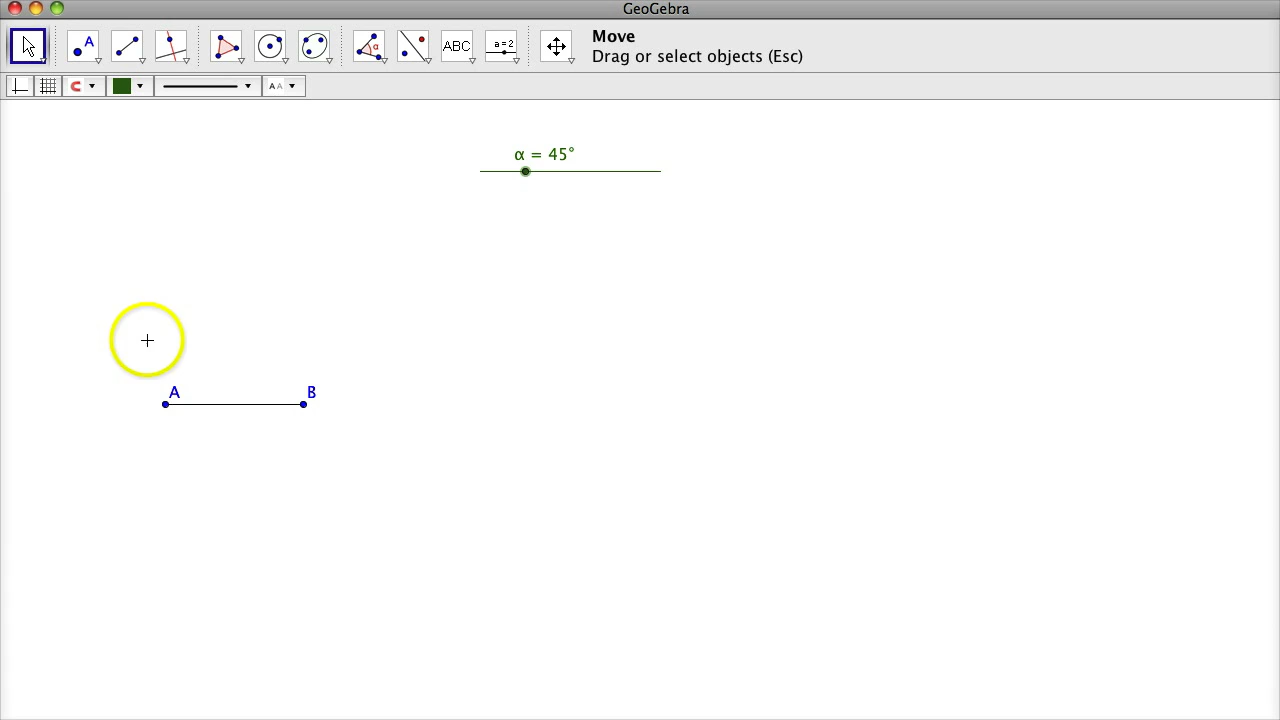 GeoGebra
A
α
ABC
a = 2
Move
Drag or select objects (Esc)
A A
α = 45°
A
B